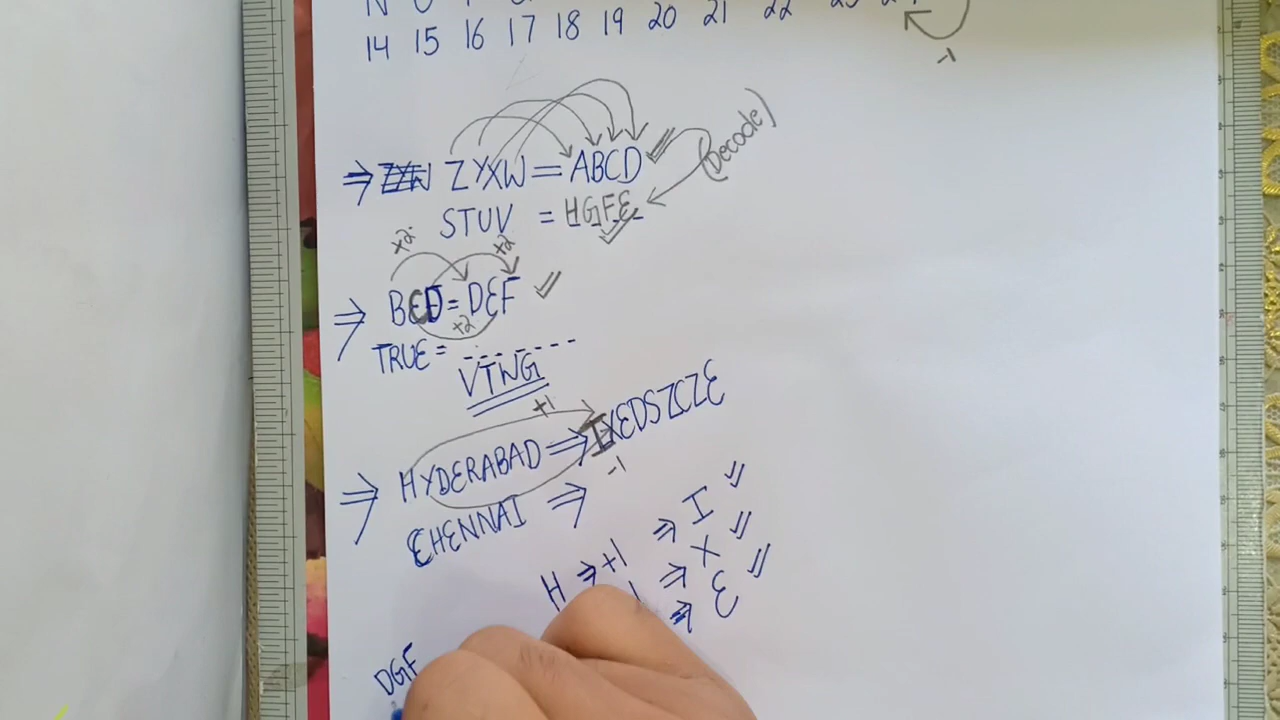 14 15 16 17 18 19 20 21 22
-1
ZYXW = ABCD (Decode)
STUV = HGFE
+2 +2
BCD = DEF
+2
TRUE = ------
VTWG
+1
HYDERABAD ⇒ IXEDSZCZE
-1
CHENNAI ⇒
H ⇒ +1 ⇒ I
⇒ X
⇒ E
DGF